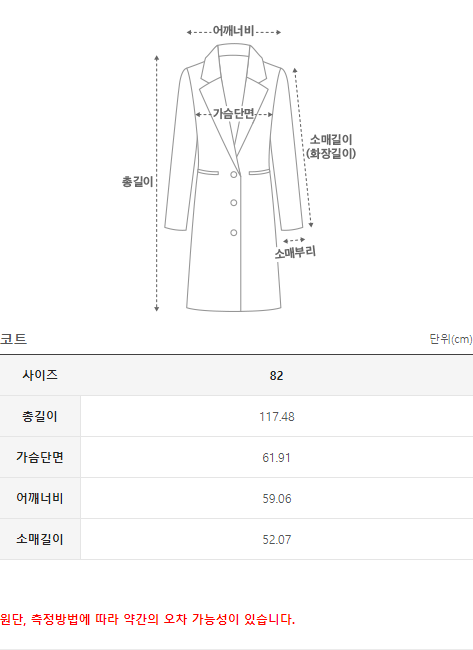 어깨너비
가슴단면
소매길이
(화장길이)
총길이
소매부리
코트 단위(cm)
사이즈 82
총길이 117.48
가슴단면 61.91
어깨너비 59.06
소매길이 52.07
원단, 측정방법에 따라 약간의 오차 가능성이 있습니다.